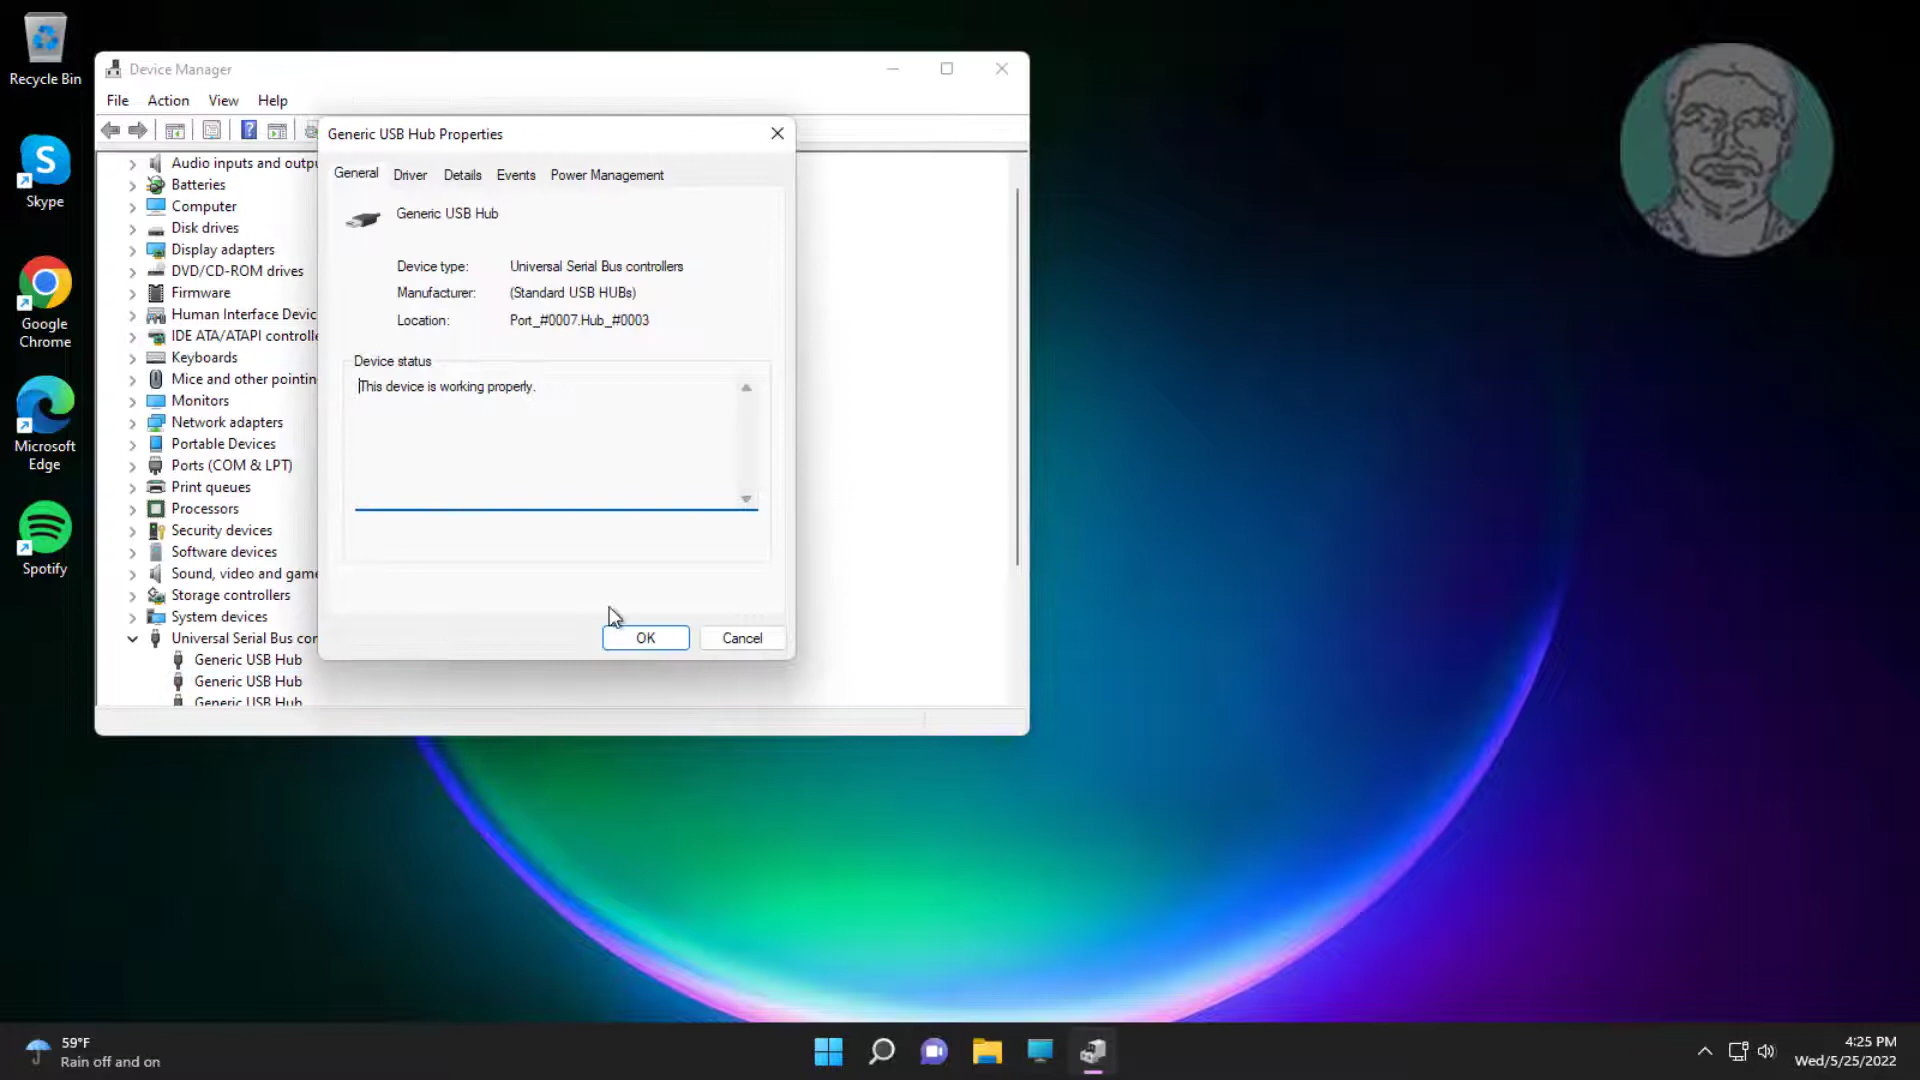 Recycle Bin
Skype
Google
Chrome
Microsoft
Edge
Spotify
Device Manager
File Action View Help
Audio inputs and outpu
Batteries
Computer
Disk drives
Display adapters
DVD/CD-ROM drives
Firmware
Human Interface Devic
IDE ATA/ATAPI controlle
Keyboards
Mice and other pointin
Monitors
Network adapters
Portable Devices
Ports (COM & LPT)
Print queues
Processors
Security devices
Software devices
Sound, video and game
Storage controllers
System devices
Universal Serial Bus con
Generic USB Hub
Generic USB Hub
Generic USB Hub
Generic USB Hub Properties
General Driver Details Events Power Management
Generic USB Hub
Device type: Universal Serial Bus controllers
Manufacturer: (Standard USB HUBs)
Location: Port_#0007.Hub_#0003
Device status
This device is working properly.
OK Cancel
59°F
Rain off and on
4:25 PM
Wed/5/25/2022